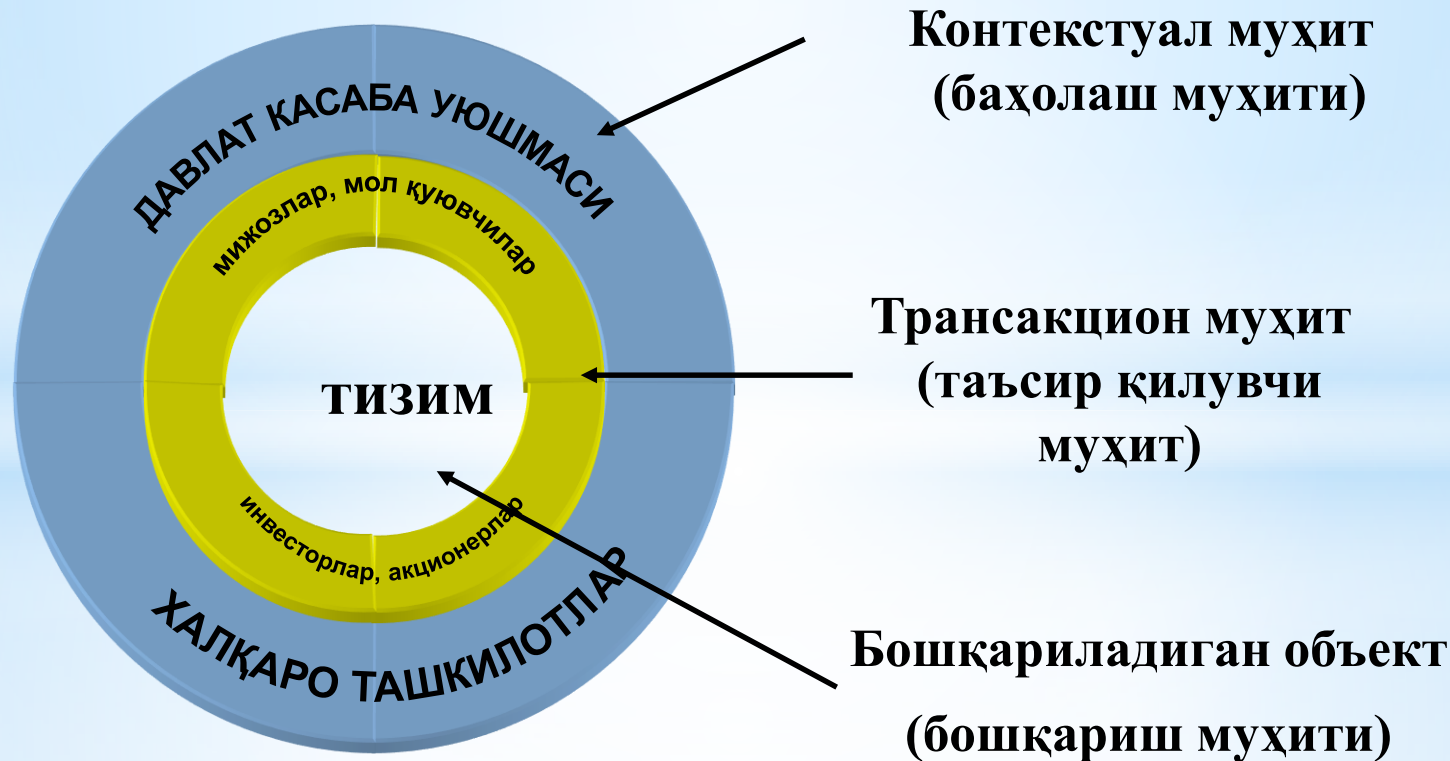 Контекстуал муҳит
(баҳолаш муҳити)
ДАВЛАТ КАСАБА УЮШМАСИ
мижозлар, мол қуювчилар
Трансакцион муҳит
(таъсир қилувчи
муҳит)
тизим
инвесторлар, акционерлар
ХАЛҚАРО ТАШКИЛОТЛАР
Бошқариладиган объект
(бошқариш муҳити)